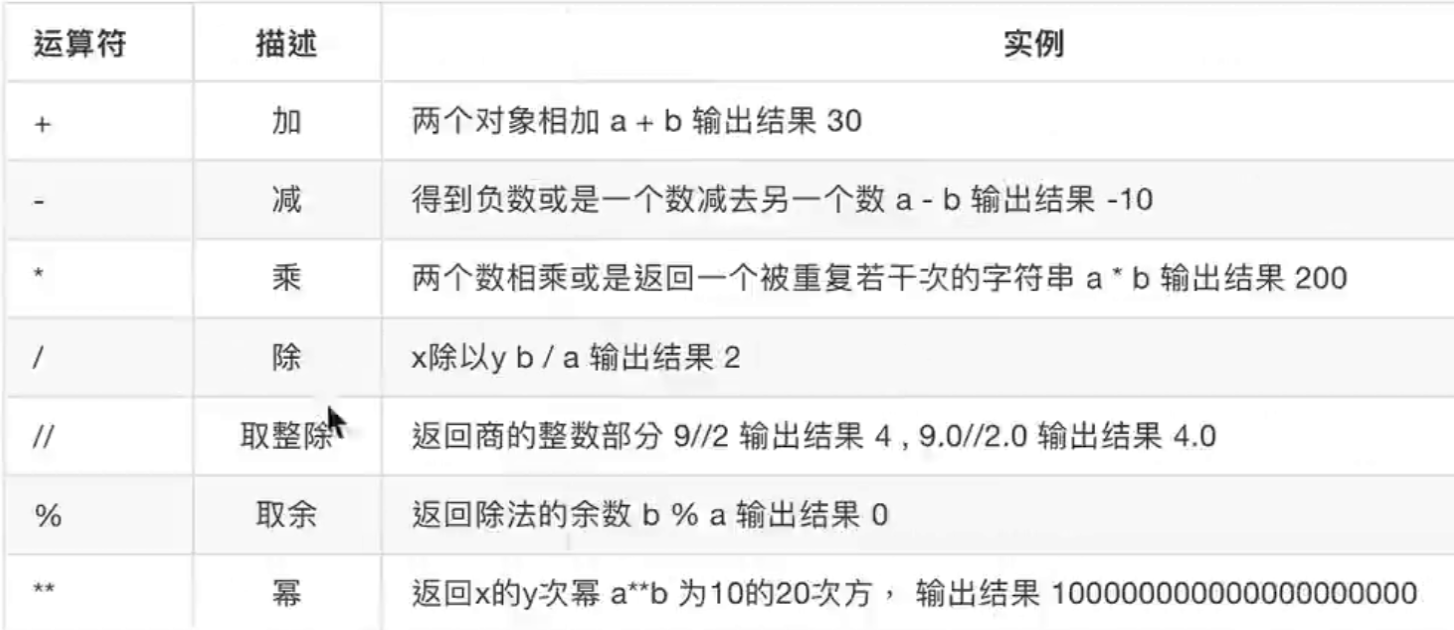 运算符 描述 实例
+ 加 两个对象相加 a + b 输出结果 30
- 减 得到负数或是一个数减去另一个数 a - b 输出结果 -10
* 乘 两个数相乘或是返回一个被重复若干次的字符串 a * b 输出结果 200
/ 除 x除以y b / a 输出结果 2
// 取整除 返回商的整数部分 9//2 输出结果 4 , 9.0//2.0 输出结果 4.0
% 取余 返回除法的余数 b % a 输出结果 0
** 幂 返回x的y次幂 a**b 为10的20次方， 输出结果 100000000000000000000